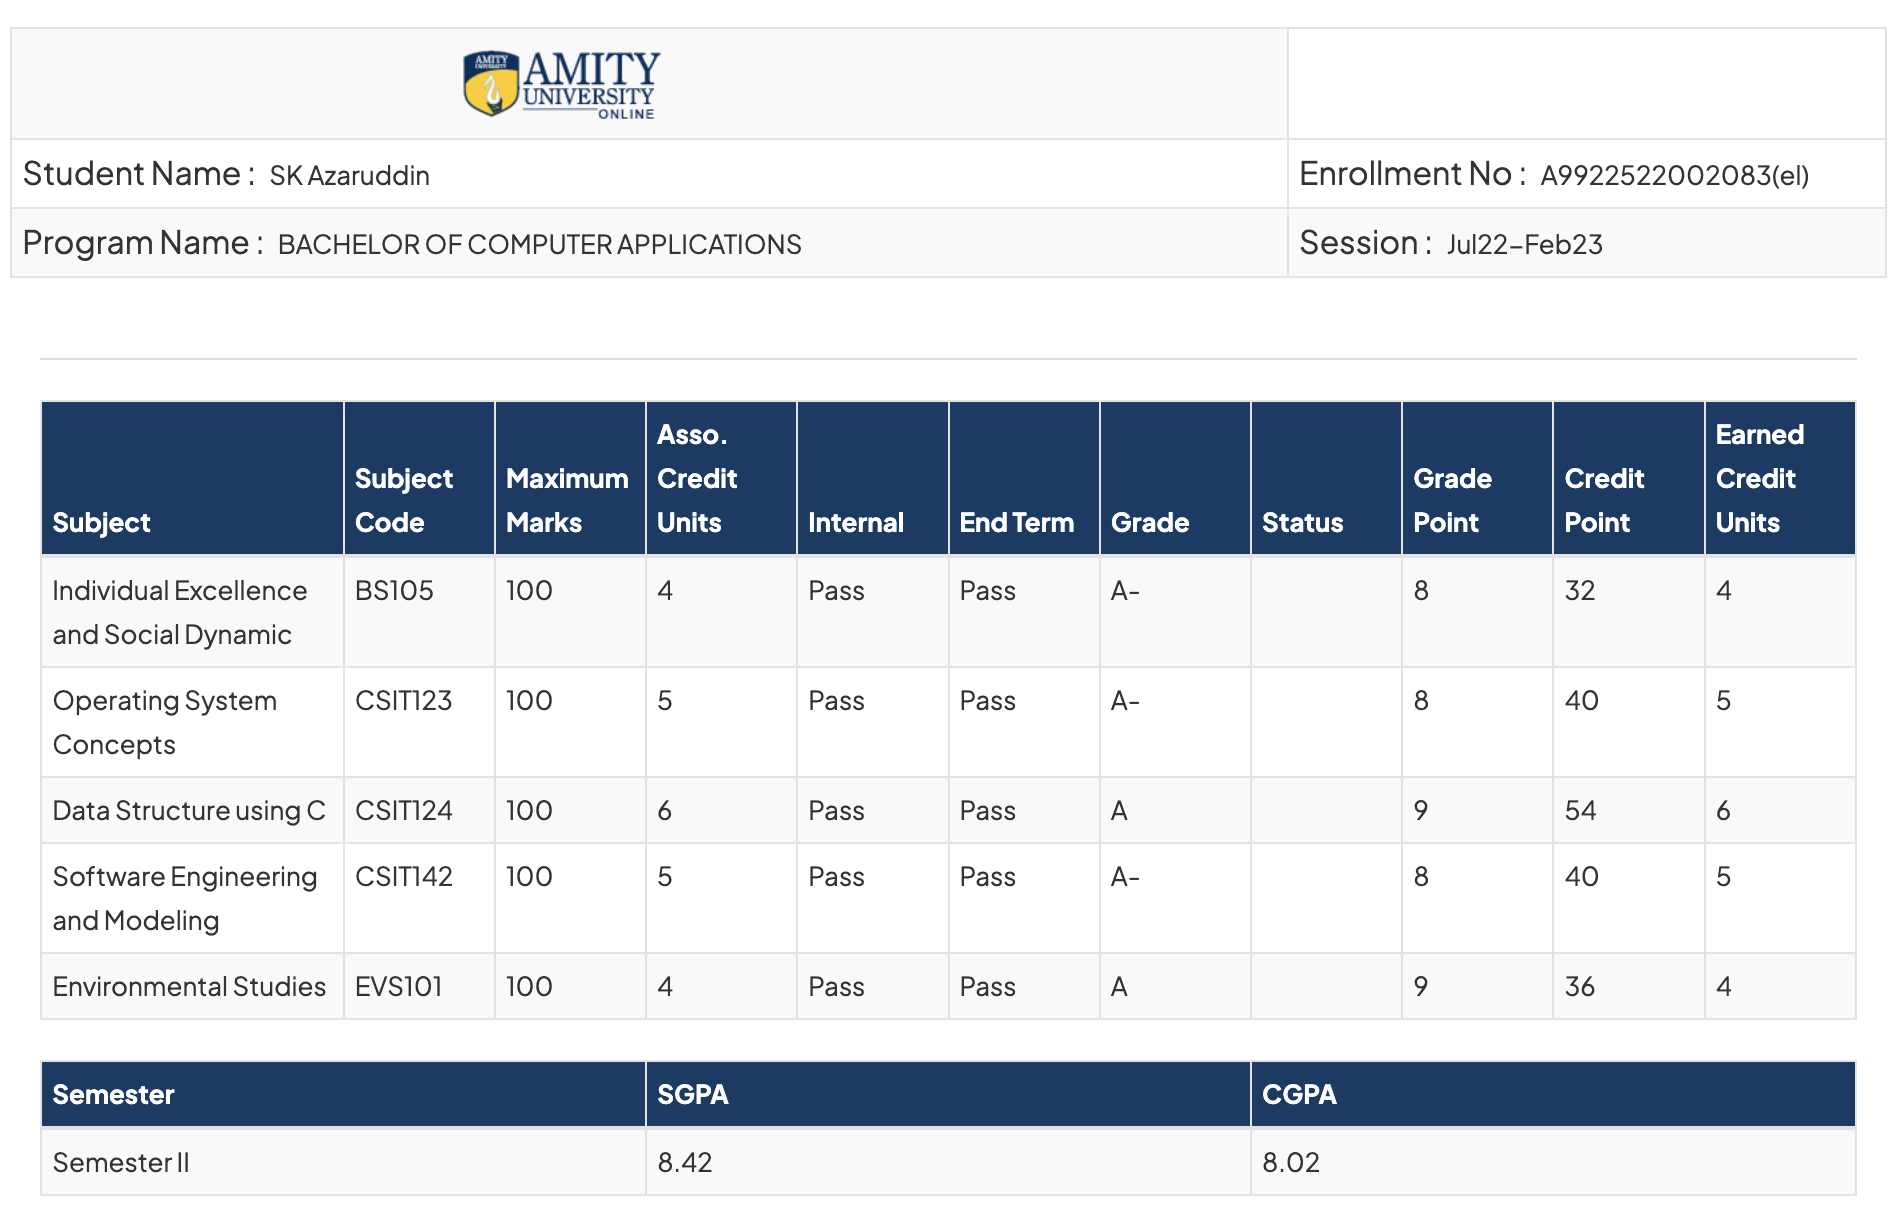 AMITY
UNIVERSITY
AMITY
UNIVERSITY
ONLINE
Student Name : SK Azaruddin
Enrollment No : A9922522002083(el)
Program Name : BACHELOR OF COMPUTER APPLICATIONS
Session : Jul22-Feb23
Subject Subject Code Maximum Marks Asso. Credit Units Internal End Term Grade Status Grade Point Credit Point Earned Credit Units
Individual Excellence and Social Dynamic BS105 100 4 Pass Pass A- 8 32 4
Operating System Concepts CSIT123 100 5 Pass Pass A- 8 40 5
Data Structure using C CSIT124 100 6 Pass Pass A 9 54 6
Software Engineering and Modeling CSIT142 100 5 Pass Pass A- 8 40 5
Environmental Studies EVS101 100 4 Pass Pass A 9 36 4
Semester SGPA CGPA
Semester II 8.42 8.02